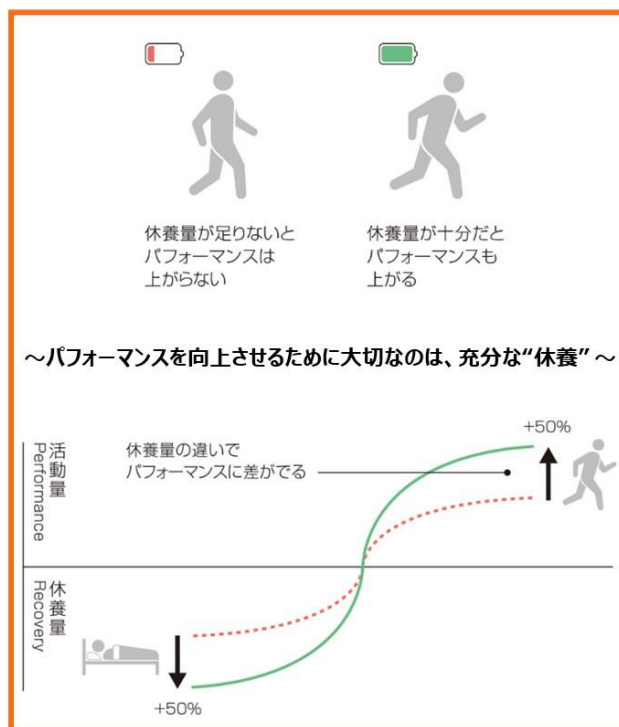 休養量が足りないと
パフォーマンスは
上がらない
休養量が十分だと
パフォーマンスも
上がる
～パフォーマンスを向上させるために大切なのは、充分な“休養”～
活動量
Performance
休養量の違いで
パフォーマンスに差がでる
+50%
休養量
Recovery
+50%